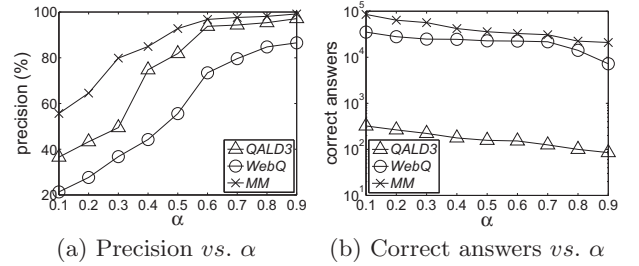 100
80
60
40
20
precision (%)
QALD3
WebQ
MM
0.1 0.2 0.3 0.4 0.5 0.6 0.7 0.8 0.9
α
(a) Precision vs. α
10^5
10^4
10^3
10^2
10^1
correct answers
QALD3
WebQ
MM
0.1 0.2 0.3 0.4 0.5 0.6 0.7 0.8 0.9
α
(b) Correct answers vs. α